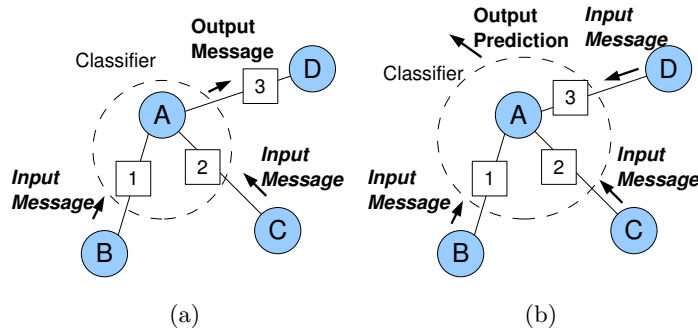 Output
Message
Classifier
D
3
A
1
2
Input
Message
Input
Message
B
C
(a)
Output
Prediction
Input
Message
Classifier
D
3
A
1
2
Input
Message
Input
Message
B
C
(b)